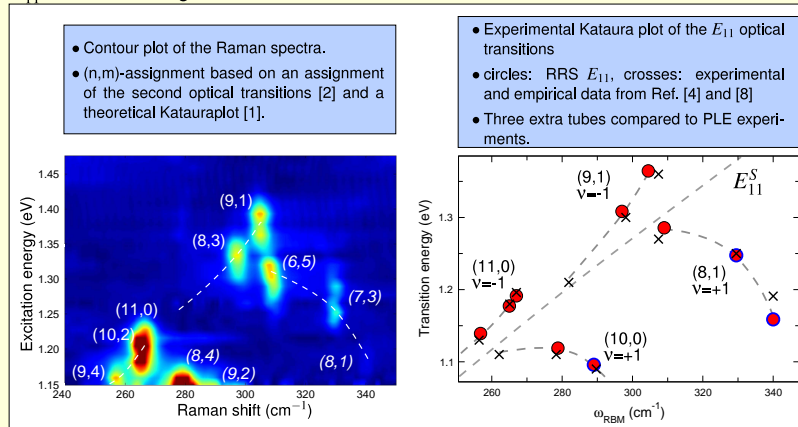 • Contour plot of the Raman spectra.
• (n,m)-assignment based on an assignment
of the second optical transitions [2] and a
theoretical Katauraplot [1].
• Experimental Kataura plot of the E11 optical
transitions
• circles: RRS E11, crosses: experimental
and empirical data from Ref. [4] and [8]
• Three extra tubes compared to PLE experi-
ments.
1.45
1.40
1.35
1.30
1.25
1.20
1.15
Excitation energy (eV)
(9,1)
(8,3)
(6,5)
(7,3)
(11,0)
(10,2)
(8,4)
(8,1)
(9,4)
(9,2)
240
260
280
300
320
340
Raman shift (cm−1)
1.3
1.2
1.1
Transition energy (eV)
(9,1)
ν=-1
E11S
(11,0)
ν=-1
(8,1)
ν=+1
(10,0)
ν=+1
260
280
300
320
340
ωRBM (cm-1)